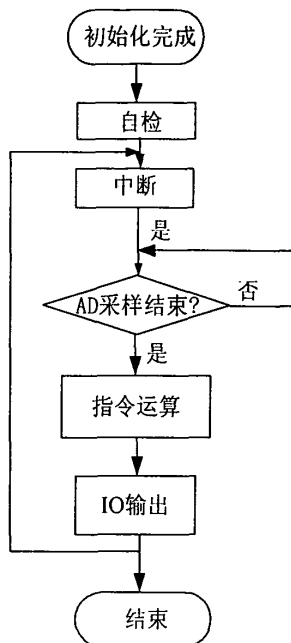 初始化完成
自检
中断
是
AD采样结束?
否
是
指令运算
IO输出
结束